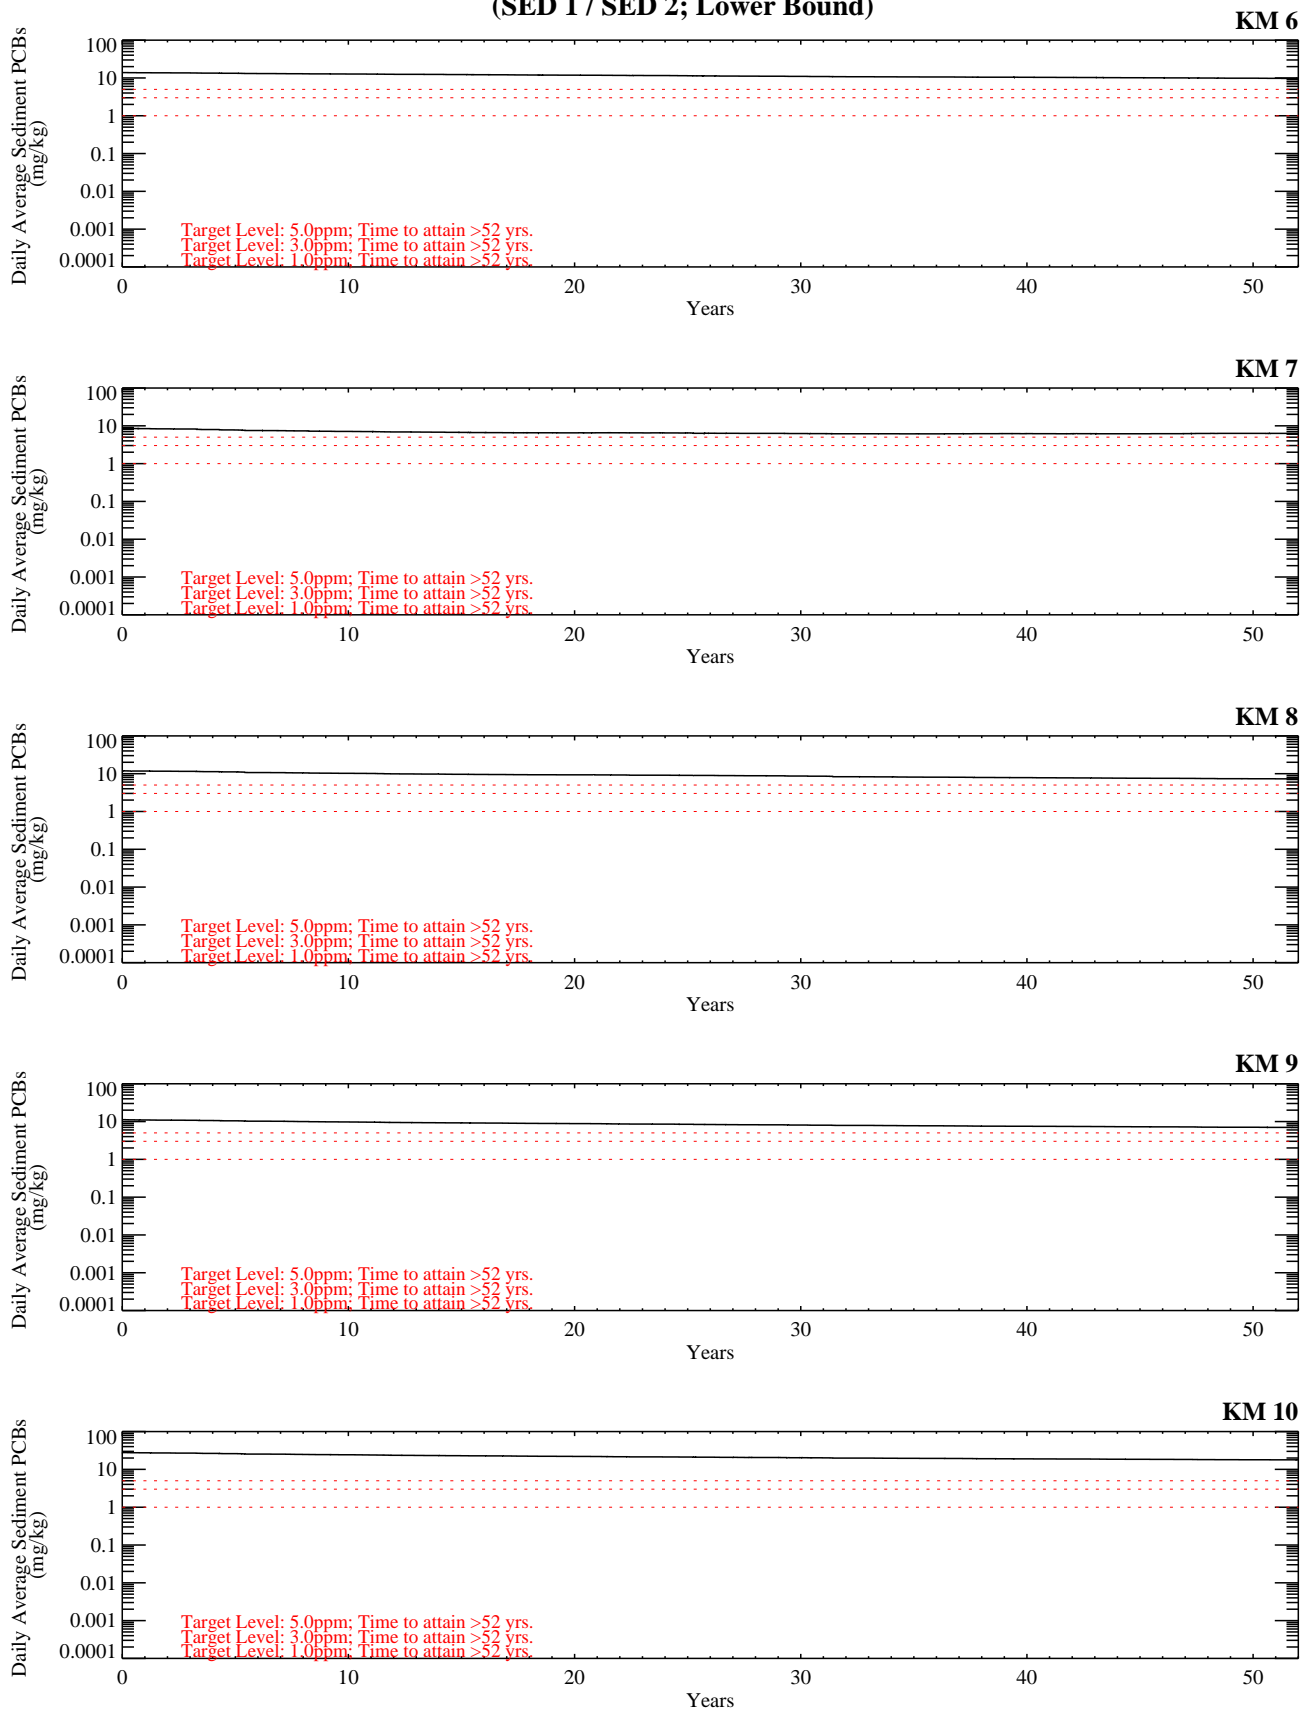 (SED 1 / SED 2; Lower Bound)
KM 6
Daily Average Sediment PCBs
(mg/kg)
100
10
1
0.1
0.01
0.001
0.0001
Target Level: 5.0ppm; Time to attain >52 yrs.
Target Level: 3.0ppm; Time to attain >52 yrs.
Target Level: 1.0ppm; Time to attain >52 yrs.
0 10 20 30 40 50
Years
KM 7
Daily Average Sediment PCBs
(mg/kg)
100
10
1
0.1
0.01
0.001
0.0001
Target Level: 5.0ppm; Time to attain >52 yrs.
Target Level: 3.0ppm; Time to attain >52 yrs.
Target Level: 1.0ppm; Time to attain >52 yrs.
0 10 20 30 40 50
Years
KM 8
Daily Average Sediment PCBs
(mg/kg)
100
10
1
0.1
0.01
0.001
0.0001
Target Level: 5.0ppm; Time to attain >52 yrs.
Target Level: 3.0ppm; Time to attain >52 yrs.
Target Level: 1.0ppm; Time to attain >52 yrs.
0 10 20 30 40 50
Years
KM 9
Daily Average Sediment PCBs
(mg/kg)
100
10
1
0.1
0.01
0.001
0.0001
Target Level: 5.0ppm; Time to attain >52 yrs.
Target Level: 3.0ppm; Time to attain >52 yrs.
Target Level: 1.0ppm; Time to attain >52 yrs.
0 10 20 30 40 50
Years
KM 10
Daily Average Sediment PCBs
(mg/kg)
100
10
1
0.1
0.01
0.001
0.0001
Target Level: 5.0ppm; Time to attain >52 yrs.
Target Level: 3.0ppm; Time to attain >52 yrs.
Target Level: 1.0ppm; Time to attain >52 yrs.
0 10 20 30 40 50
Years